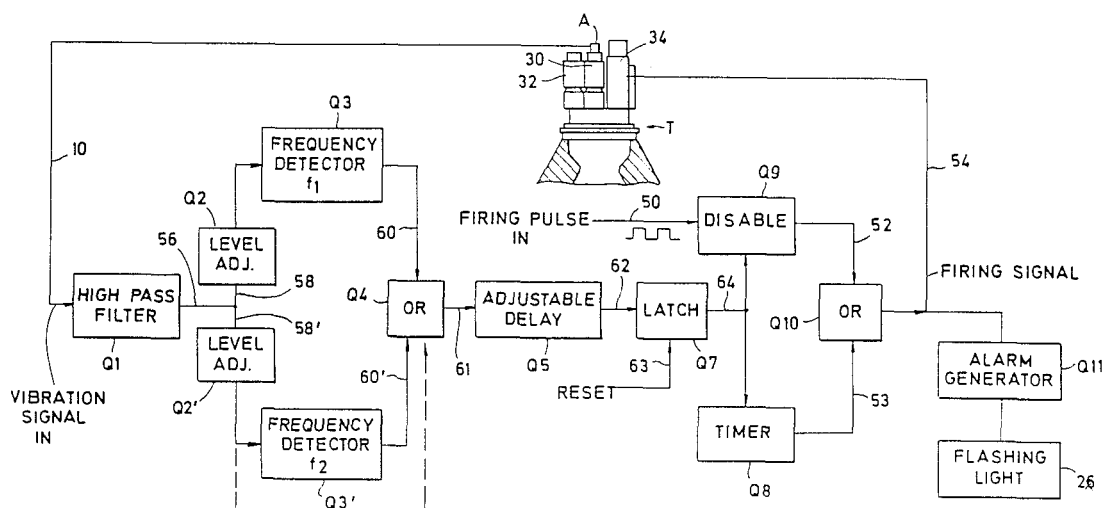 A
34
30
32
T
10
54
Q3
FREQUENCY
DETECTOR
f1
Q2
LEVEL
ADJ.
60
Q9
50
FIRING PULSE
IN
DISABLE
52
FIRING SIGNAL
56
58
HIGH PASS
FILTER
Q1
58'
Q4
OR
62
64
ADJUSTABLE
DELAY
LATCH
Q10
OR
61
Q5
63
Q7
RESET
LEVEL
ADJ.
Q2'
60'
VIBRATION
SIGNAL
IN
ALARM
GENERATOR
Q11
53
FREQUENCY
DETECTOR
f2
Q3'
TIMER
Q8
FLASHING
LIGHT
26